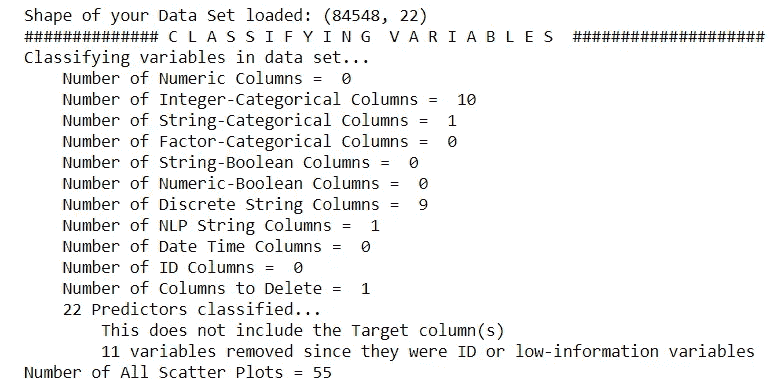 Shape of your Data Set loaded: (84548, 22)
############## C L A S S I F Y I N G  V A R I A B L E S  ####################
Classifying variables in data set...
    Number of Numeric Columns =  0
    Number of Integer-Categorical Columns =  10
    Number of String-Categorical Columns =  1
    Number of Factor-Categorical Columns =  0
    Number of String-Boolean Columns =  0
    Number of Numeric-Boolean Columns =  0
    Number of Discrete String Columns =  9
    Number of NLP String Columns =  1
    Number of Date Time Columns =  0
    Number of ID Columns =  0
    Number of Columns to Delete =  1
    22 Predictors classified...
        This does not include the Target column(s)
        11 variables removed since they were ID or low-information variables
Number of All Scatter Plots = 55